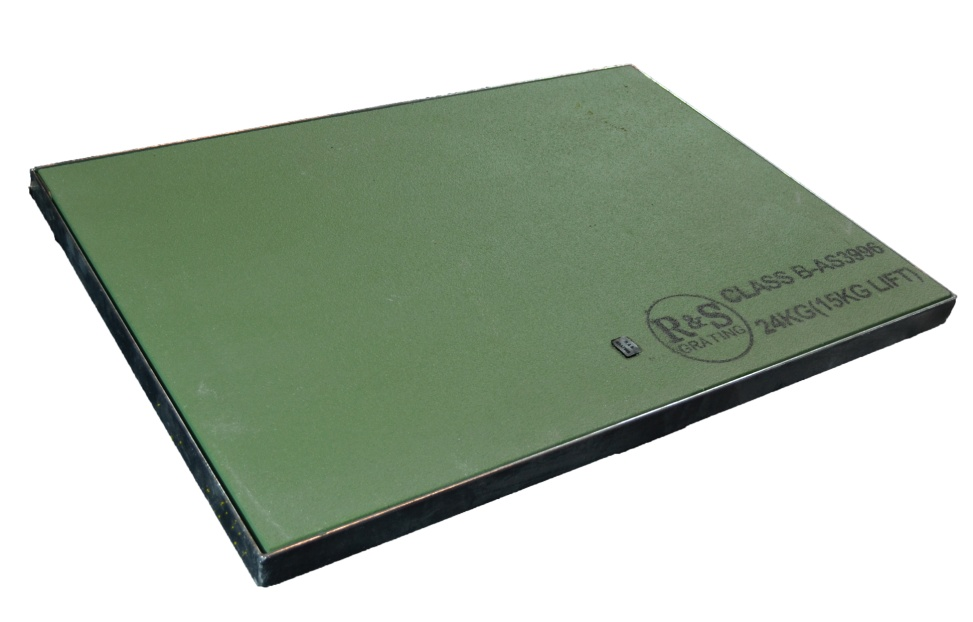 R&S
GRATING
CLASS B-AS3996
24KG(15KG LIFT)